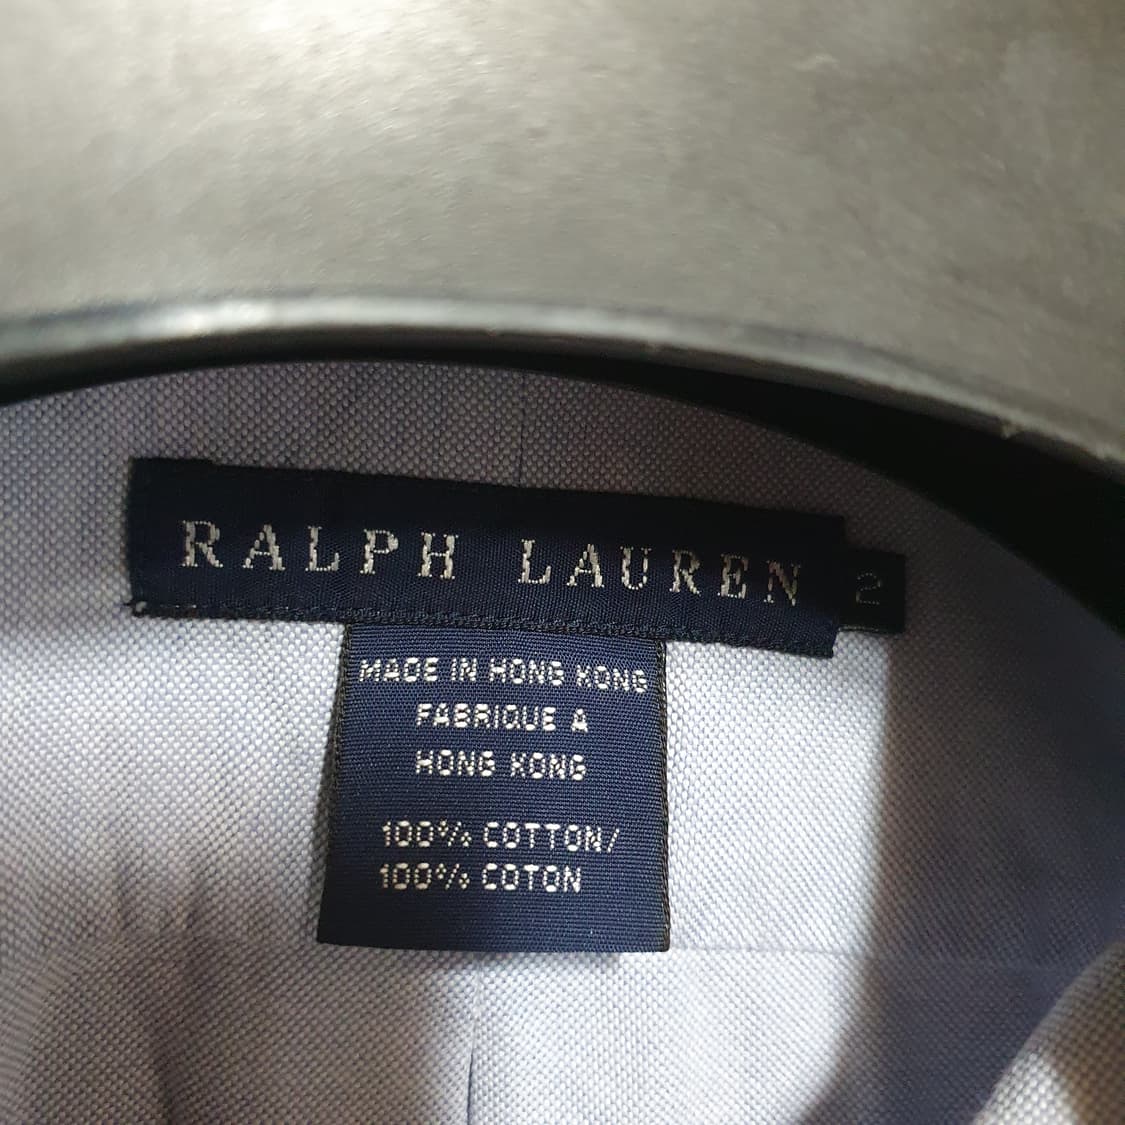 RALPH LAUREN
2
MADE IN HONG KONG
FABRIQUE A
HONG KONG
100% COTTON/
100% COTON